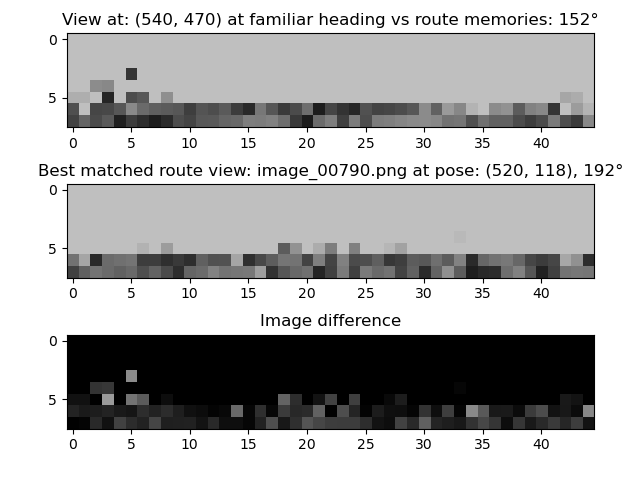 View at: (540, 470) at familiar heading vs route memories: 152°
0
5
0 5 10 15 20 25 30 35 40
Best matched route view: image_00790.png at pose: (520, 118), 192°
0
5
0 5 10 15 20 25 30 35 40
Image difference
0
5
0 5 10 15 20 25 30 35 40